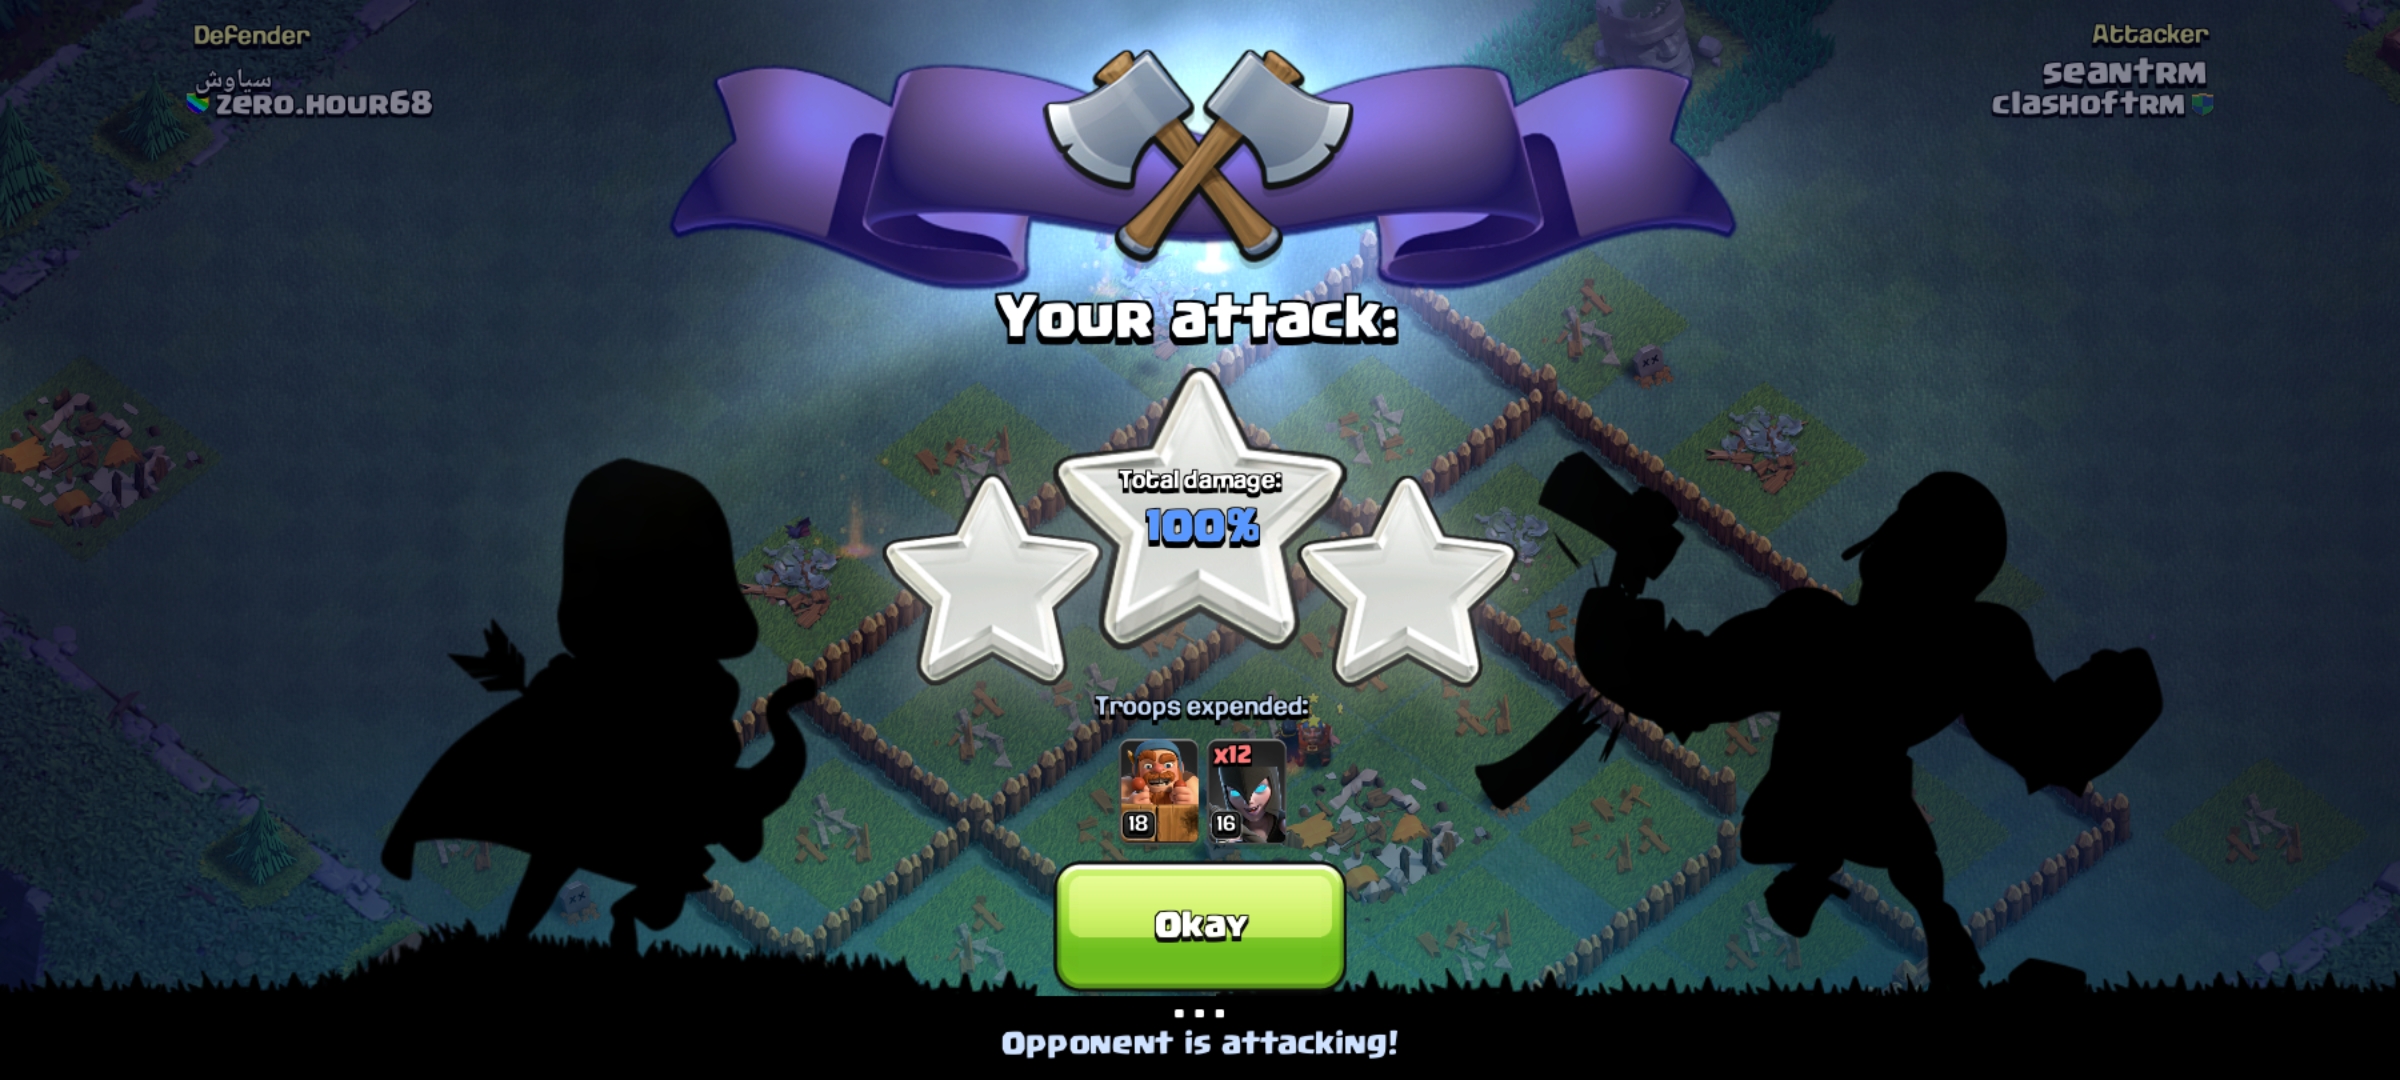 Defender
سیاوش
zero.hour68
Attacker
seantrm
clashoftrm
Your attack:
Total damage:
100%
Troops expended:
x12
18
16
Okay
Opponent is attacking!